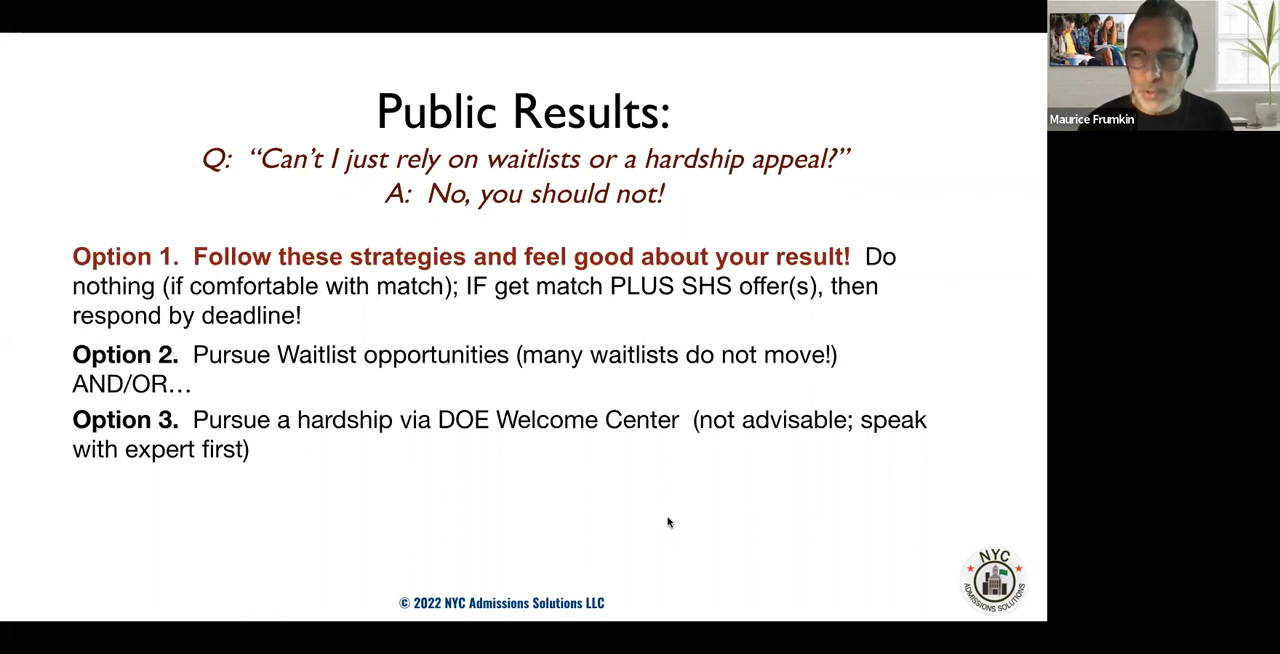 Public Results:
Q:  “Can’t I just rely on waitlists or a hardship appeal?”
A:  No, you should not!
Option 1.  Follow these strategies and feel good about your result!  Do
nothing (if comfortable with match); IF get match PLUS SHS offer(s), then
respond by deadline!
Option 2.  Pursue Waitlist opportunities (many waitlists do not move!)
AND/OR…
Option 3.  Pursue a hardship via DOE Welcome Center  (not advisable; speak
with expert first)
© 2022 NYC Admissions Solutions LLC
NYC
ADMISSIONS SOLUTIONS
Maurice Frumkin